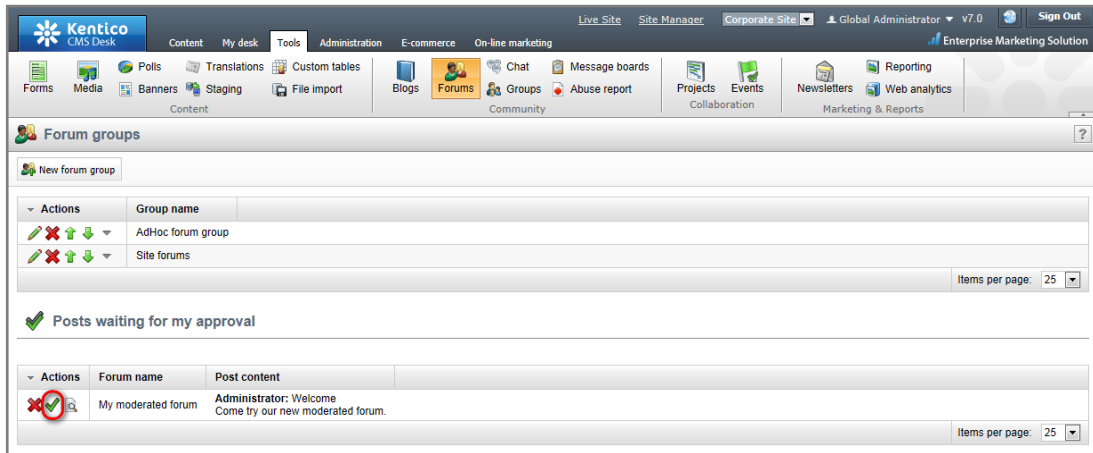 Live Site Site Manager Corporate Site Global Administrator v7.0 Sign Out
Kentico
CMS Desk
Content My desk Tools Administration E-commerce On-line marketing
Enterprise Marketing Solution
Forms Media Polls Translations Custom tables
Banners Staging File import
Content
Blogs Forums Chat Message boards
Groups Abuse report
Community
Projects Events
Collaboration
Newsletters Reporting
Web analytics
Marketing & Reports
Forum groups ?
New forum group
Actions Group name
AdHoc forum group
Site forums
Items per page: 25
Posts waiting for my approval
Actions Forum name Post content
My moderated forum Administrator: Welcome
Come try our new moderated forum.
Items per page: 25